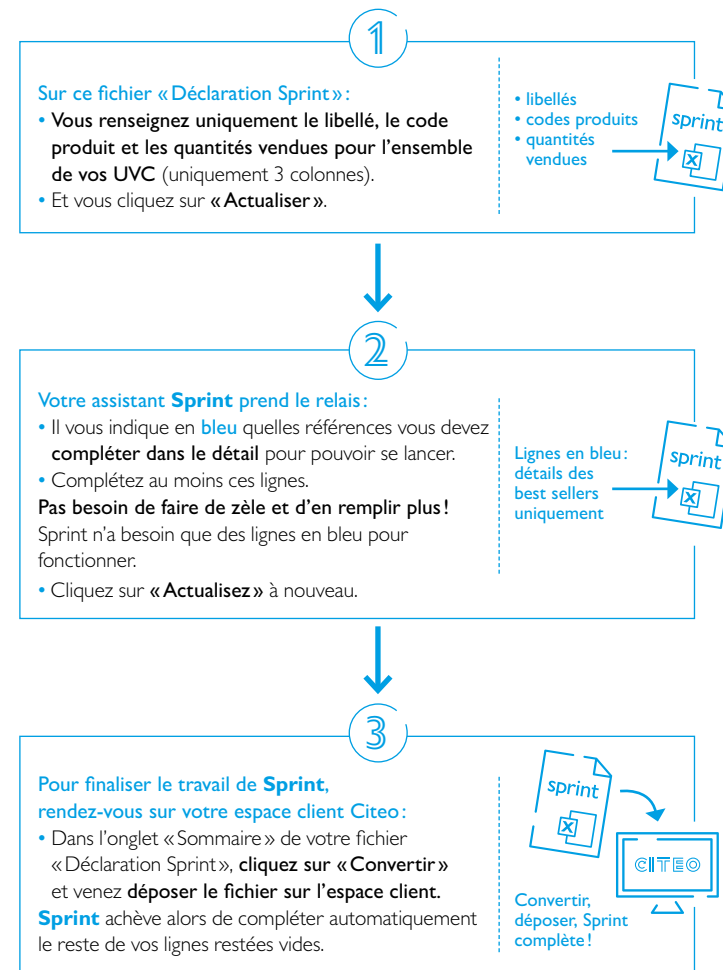 1
Sur ce fichier «Déclaration Sprint»:
• Vous renseignez uniquement le libellé, le code
produit et les quantités vendues pour l'ensemble
de vos UVC (uniquement 3 colonnes).
• Et vous cliquez sur «Actualiser».
• libellés
• codes produits
• quantités
vendues
sprint
X
2
Votre assistant Sprint prend le relais:
• Il vous indique en bleu quelles références vous devez
compléter dans le détail pour pouvoir se lancer.
• Complétez au moins ces lignes.
Pas besoin de faire de zèle et d'en remplir plus!
Sprint n'a besoin que des lignes en bleu pour
fonctioner.
• Cliquez sur «Actualisez» à nouveau.
Lignes en bleu:
détails des
best sellers
uniquement
sprint
X
3
Pour finaliser le travail de Sprint,
rendez-vous sur votre espace client Citeo:
• Dans l'onglet «Sommaire» de votre fichier
«Déclaration Sprint», cliquez sur «Convertir»
et venez déposer le fichier sur l'espace client.
Sprint achève alors de compléter automatiquement
le reste de vos lignes restées vides.
sprint
X
CITEO
Convertir,
déposer, Sprint
complète!